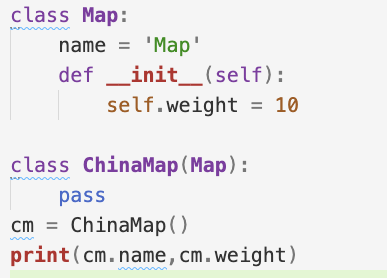 class Map:
    name = 'Map'
    def __init__(self):
        self.weight = 10

class ChinaMap(Map):
    pass
cm = ChinaMap()
print(cm.name,cm.weight)